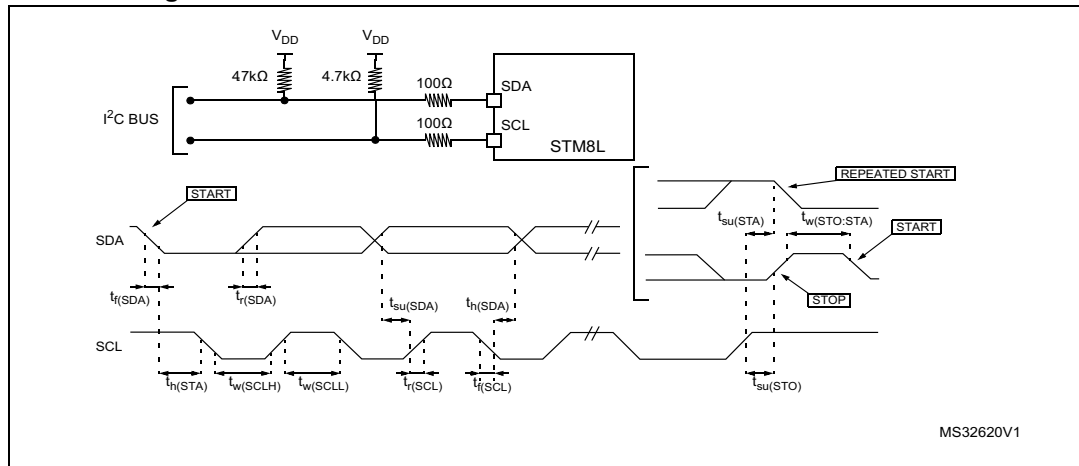 VDD VDD
47kΩ 4.7kΩ 100Ω SDA
I2C BUS
100Ω SCL
STM8L
REPEATED START
START
tsu(STA) tw(STO:STA)
START
SDA
STOP
tf(SDA) tr(SDA) tsu(SDA) th(SDA)
SCL
th(STA) tw(SCLH) tw(SCLL) tr(SCL) tf(SCL) tsu(STO)
MS32620V1